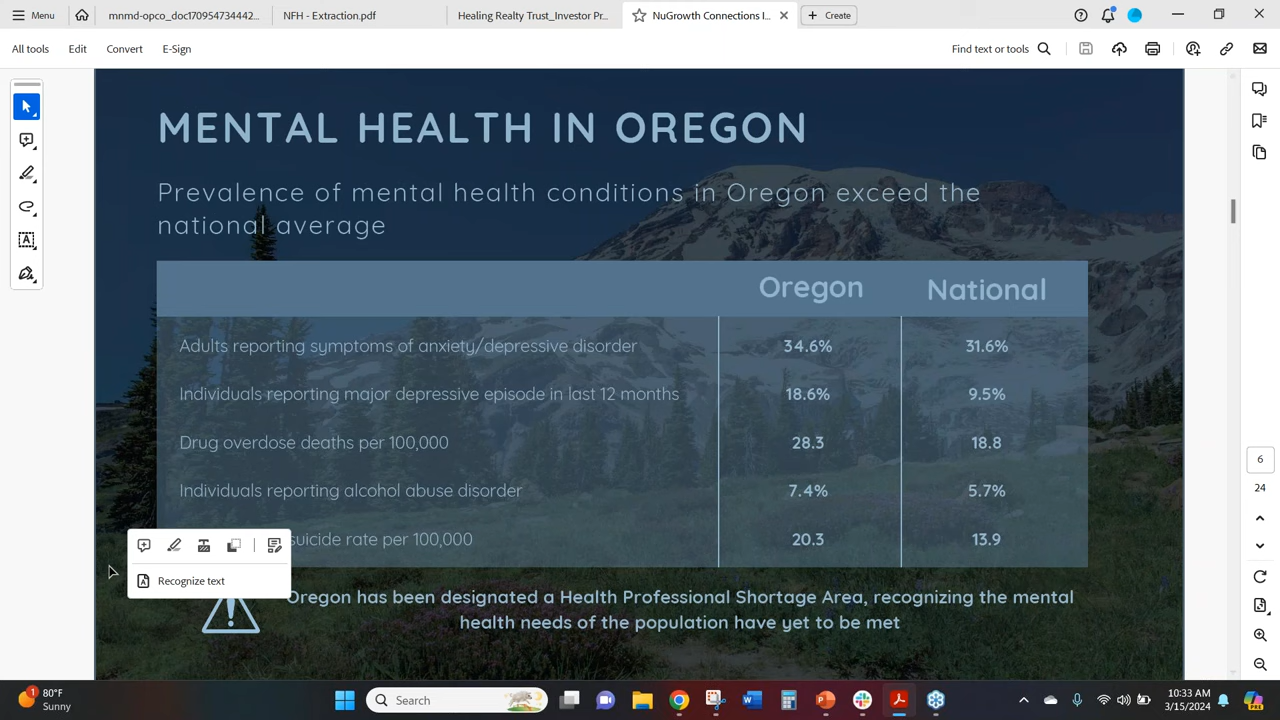 Menu
mnmd-opco_doc170954734442...
NFH - Extraction.pdf
Healing Realty Trust_Investor Pr...
NuGrowth Connections I...
Create
All tools
Edit
Convert
E-Sign
Find text or tools
MENTAL HEALTH IN OREGON
Prevalence of mental health conditions in Oregon exceed the
national average
Oregon National
Adults reporting symptoms of anxiety/depressive disorder 34.6% 31.6%
Individuals reporting major depressive episode in last 12 months 18.6% 9.5%
Drug overdose deaths per 100,000 28.3 18.8
Individuals reporting alcohol abuse disorder 7.4% 5.7%
suicide rate per 100,000 20.3 13.9
Recognize text
Oregon has been designated a Health Professional Shortage Area, recognizing the mental
health needs of the population have yet to be met
6
24
1
80°F
Sunny
Search
10:33 AM
3/15/2024